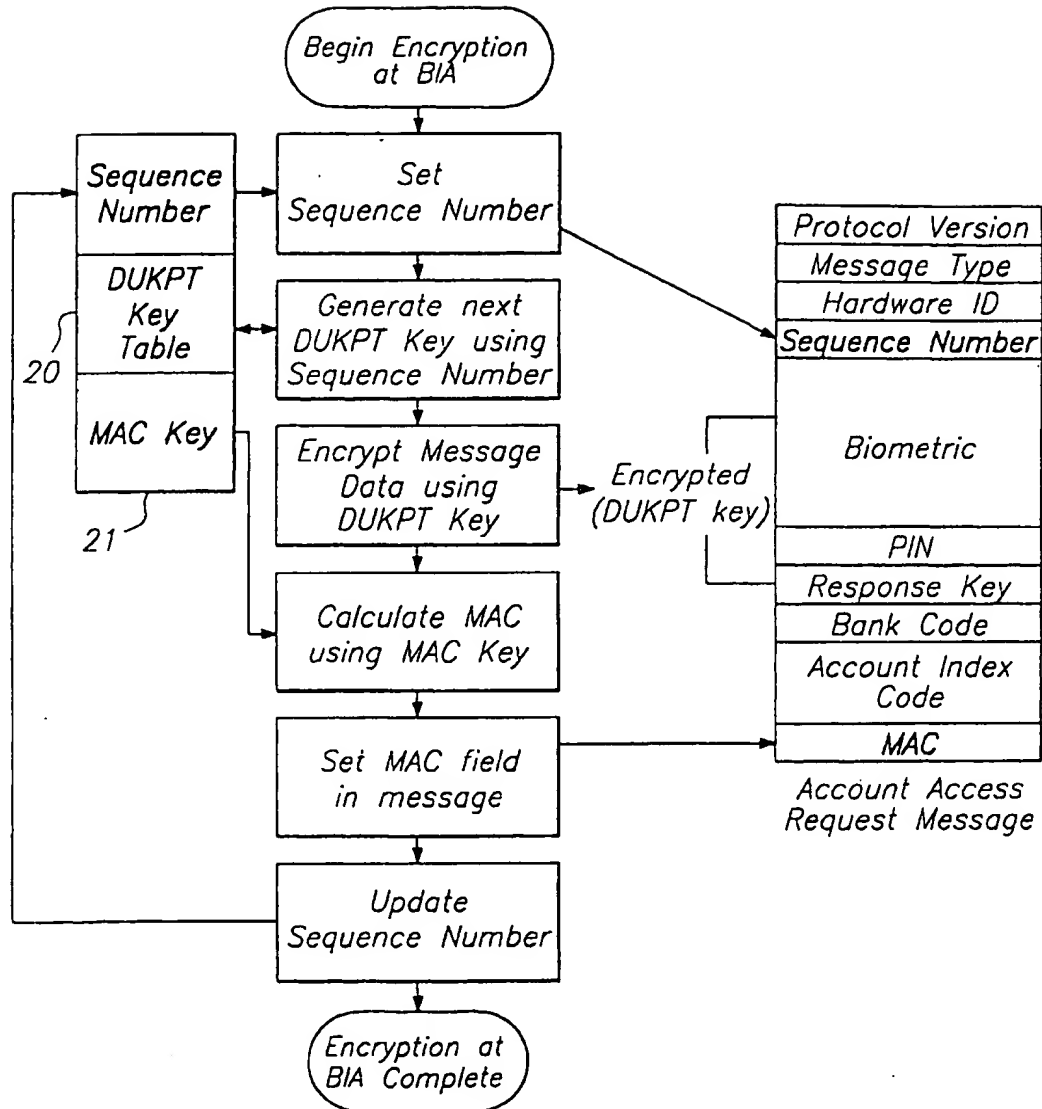 Begin Encryption
at BIA
Sequence
Number
DUKPT
Key
Table
MAC Key
20
21
Set
Sequence Number
Generate next
DUKPT Key using
Sequence Number
Encrypt Message
Data using
DUKPT Key
Calculate MAC
using MAC Key
Set MAC field
in message
Update
Sequence Number
Encryption at
BIA Complete
Encrypted
(DUKPT key)
Protocol Version
Message Type
Hardware ID
Sequence Number
Biometric
PIN
Response Key
Bank Code
Account Index
Code
MAC
Account Access
Request Message